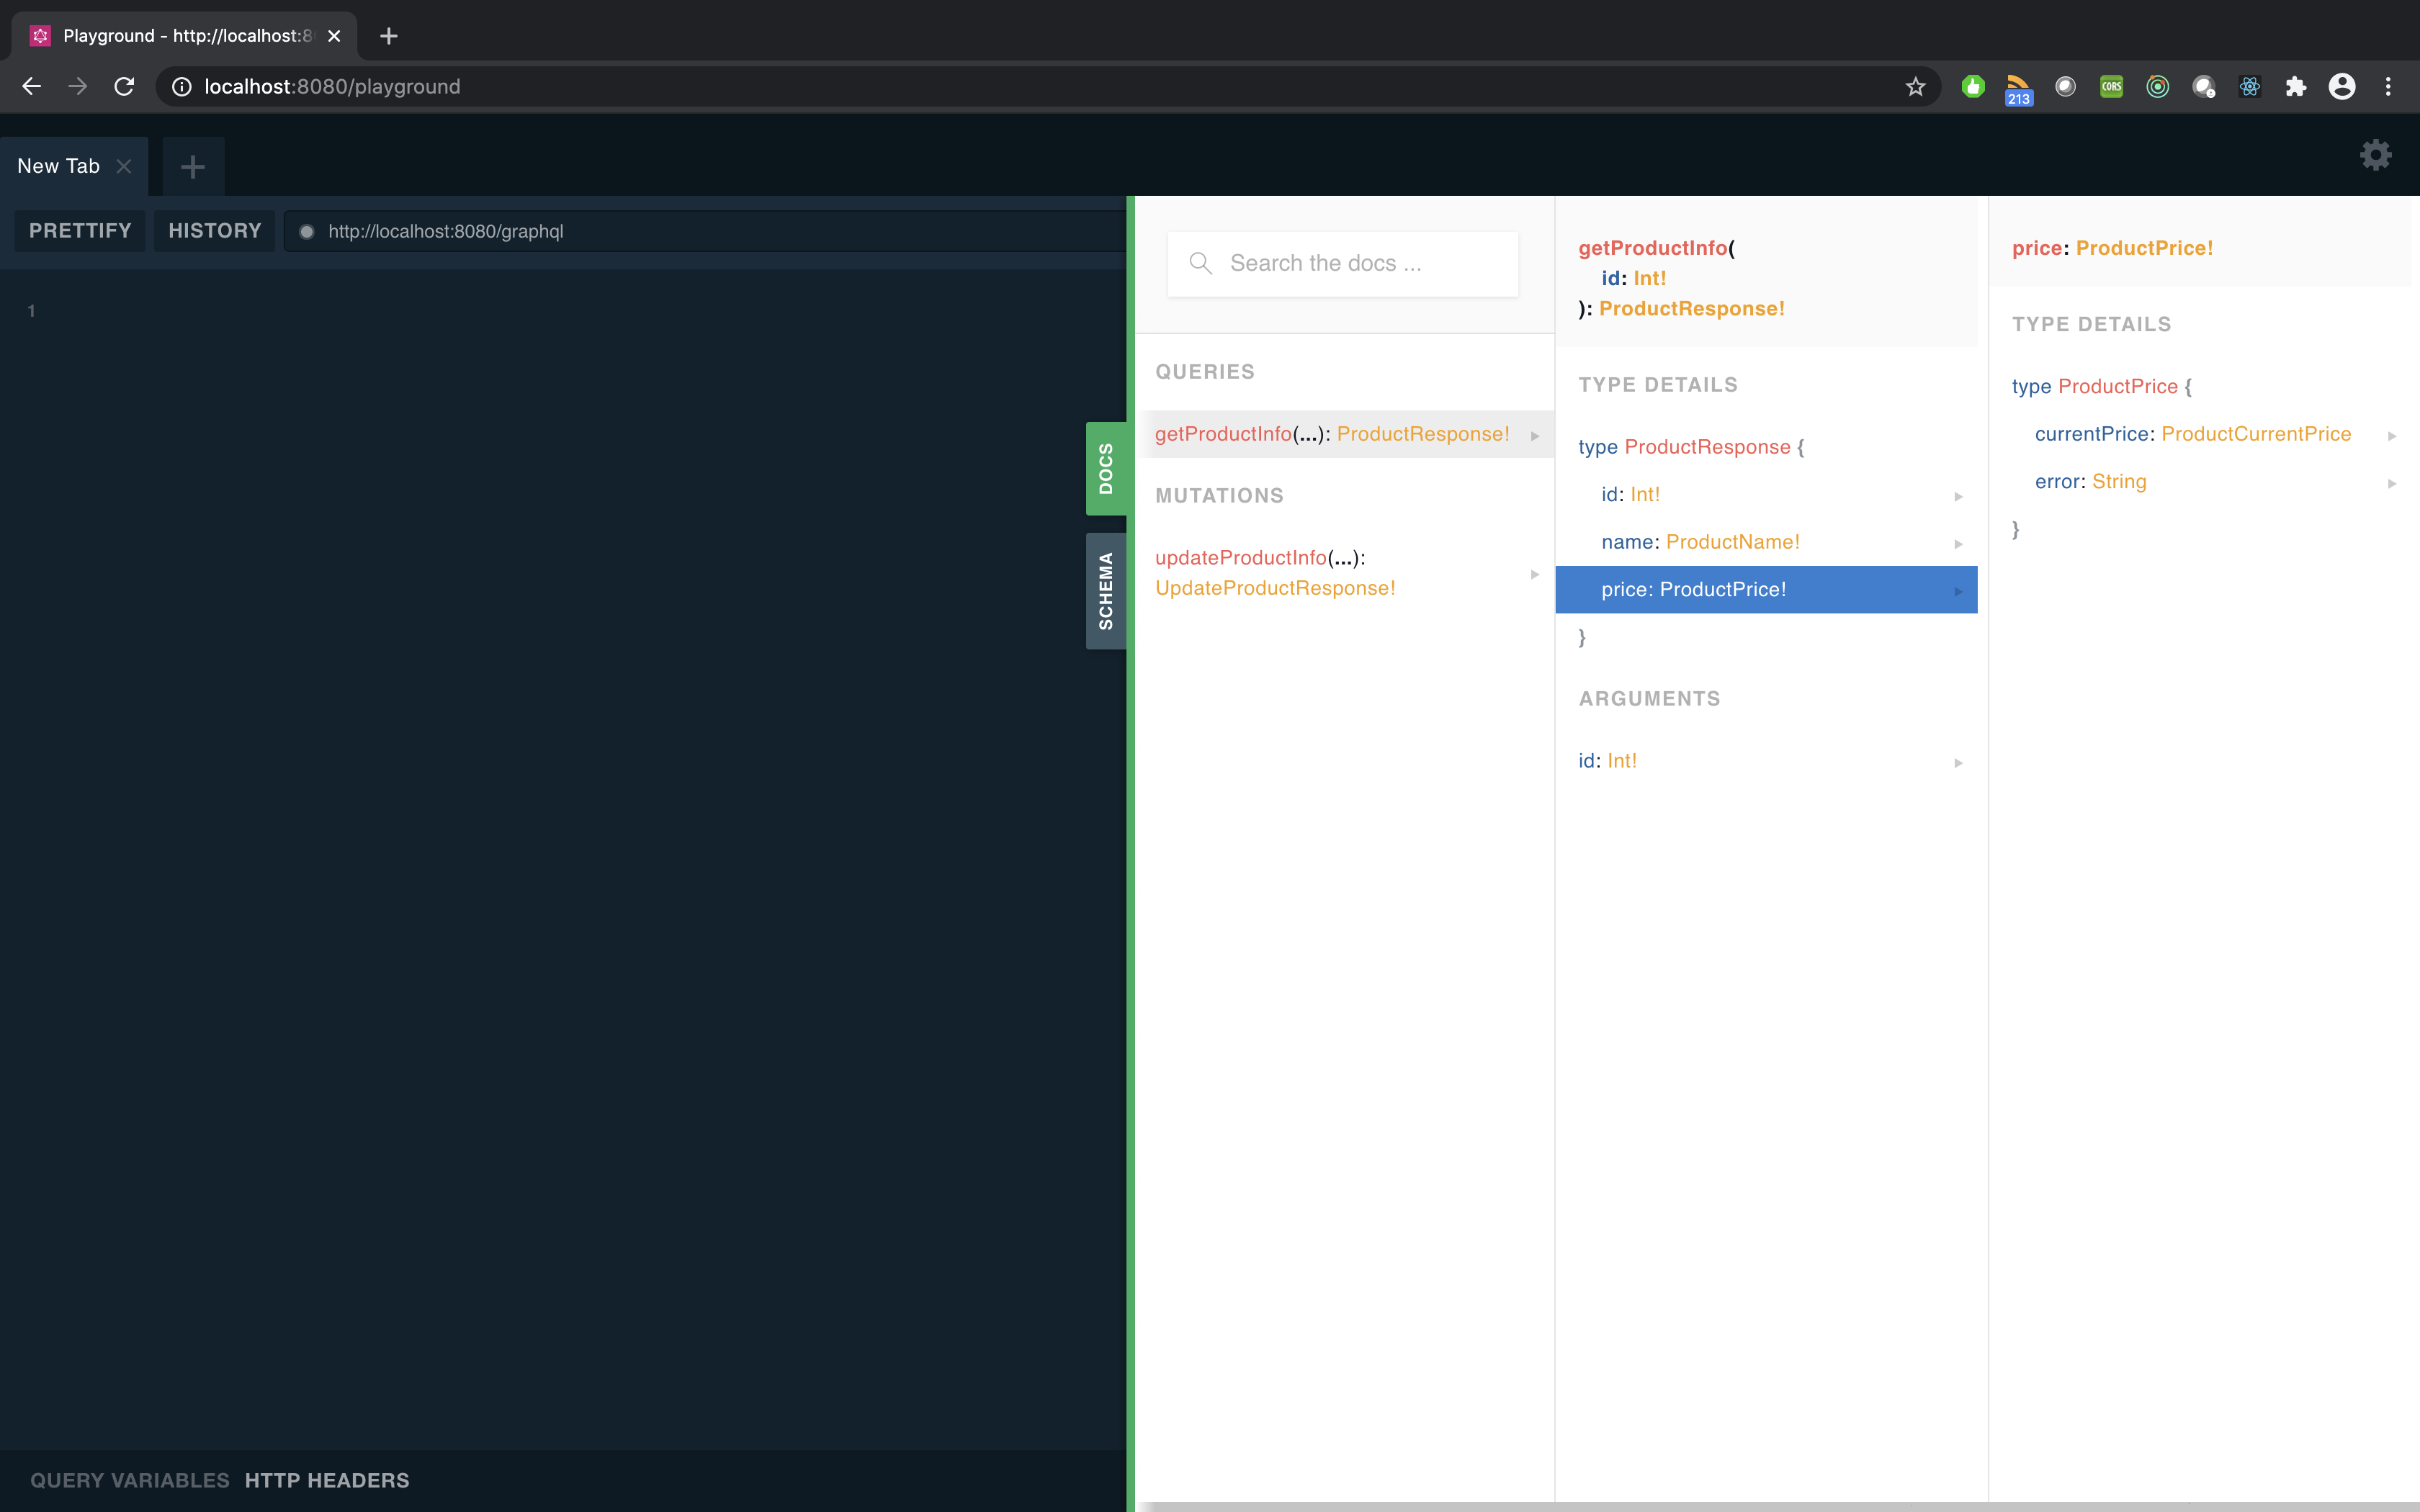 Playground - http://localhost:8
localhost:8080/playground
213
CORS
New Tab
PRETTIFY
HISTORY
http://localhost:8080/graphql
1
DOCS
SCHEMA
Search the docs ...
QUERIES
getProductInfo(...): ProductResponse!
MUTATIONS
updateProductInfo(...):
UpdateProductResponse!
getProductInfo(
id: Int!
): ProductResponse!
TYPE DETAILS
type ProductResponse {
id: Int!
name: ProductName!
price: ProductPrice!
}
ARGUMENTS
id: Int!
price: ProductPrice!
TYPE DETAILS
type ProductPrice {
currentPrice: ProductCurrentPrice
error: String
}
QUERY VARIABLES
HTTP HEADERS